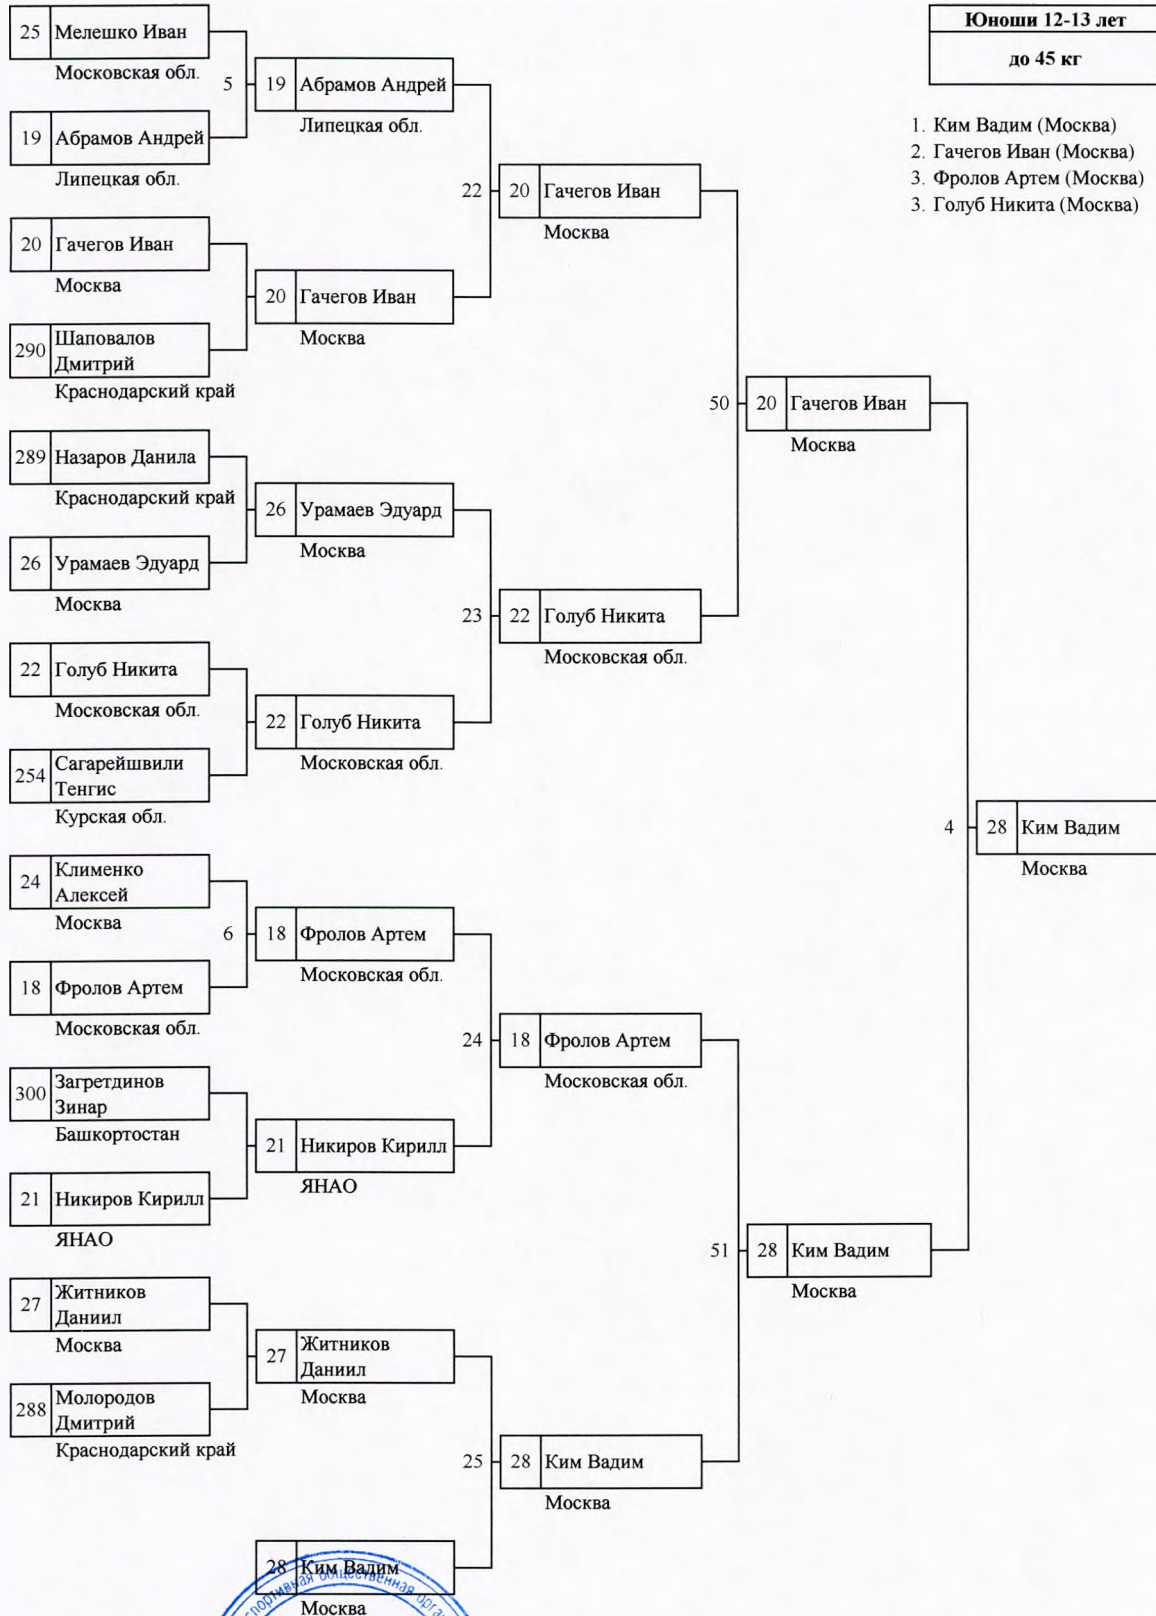 Юноши 12-13 лет
до 45 кг
1. Ким Вадим (Москва)
2. Гачегов Иван (Москва)
3. Фролов Артем (Москва)
3. Голуб Никита (Москва)
25 Мелешко Иван
Московская обл.
19 Абрамов Андрей
Липецкая обл.
20 Гачегов Иван
Москва
290 Шаповалов
Дмитрий
Краснодарский край
289 Назаров Данила
Краснодарский край
26 Урамаев Эдуард
Москва
22 Голуб Никита
Московская обл.
254 Сагарейшвили
Тенгис
Курская обл.
24 Клименко
Алексей
Москва
18 Фролов Артем
Московская обл.
300 Загретдинов
Зинар
Башкортостан
21 Никиров Кирилл
ЯНАО
27 Житников
Даниил
Москва
288 Молородов
Дмитрий
Краснодарский край
5 19 Абрамов Андрей
Липецкая обл.
20 Гачегов Иван
Москва
26 Урамаев Эдуард
Москва
22 Голуб Никита
Московская обл.
6 18 Фролов Артем
Московская обл.
21 Никиров Кирилл
ЯНАО
27 Житников
Даниил
Москва
28 Ким Вадим
Москва
22 20 Гачегов Иван
Москва
23 22 Голуб Никита
Московская обл.
24 18 Фролов Артем
Московская обл.
25 28 Ким Вадим
Москва
50 20 Гачегов Иван
Москва
51 28 Ким Вадим
Москва
4 28 Ким Вадим
Москва
общественная